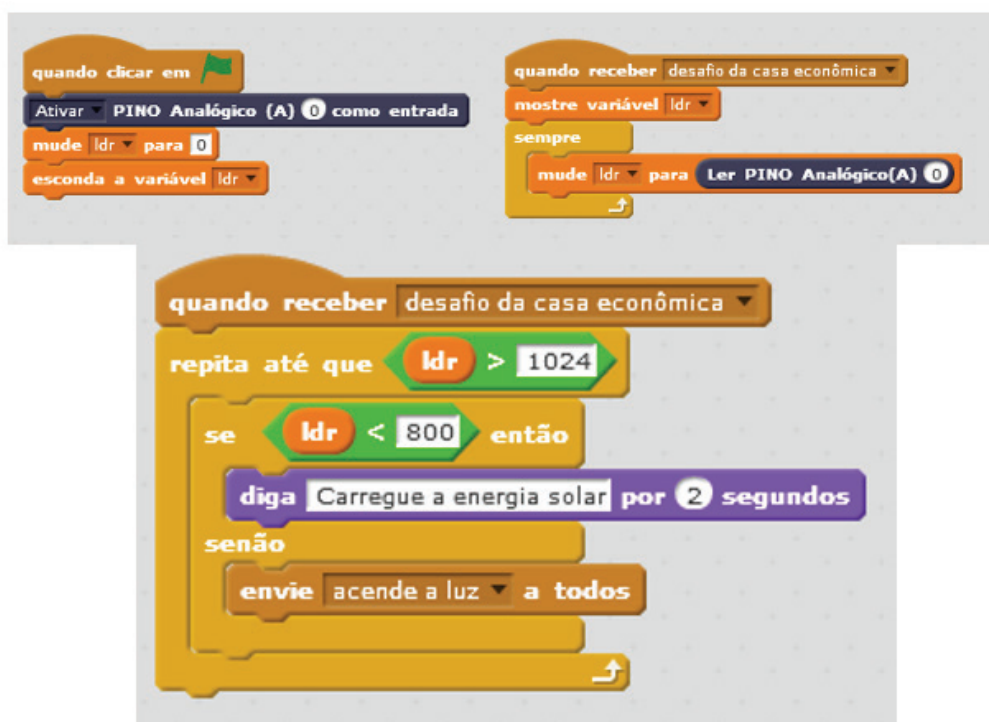 quando clicar em
Ativar PINO Analógico (A) 0 como entrada
mude ldr para 0
esconda a variável ldr
quando receber desafio da casa econômica
mostre variável ldr
sempre
mude ldr para Ler PINO Analógico(A) 0
quando receber desafio da casa econômica
repita até que ldr > 1024
se ldr < 800 então
diga Carregue a energia solar por 2 segundos
senão
envie acende a luz a todos